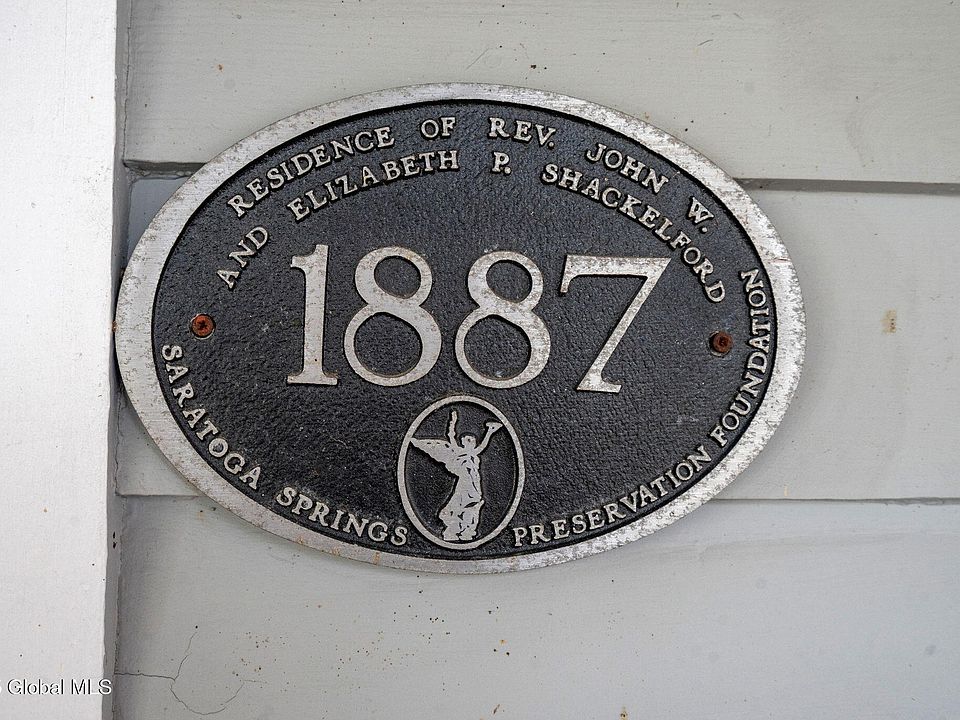 RESIDENCE OF REV. JOHN W.
AND ELIZABETH P. SHACKELFORD
1887
SARATOGA SPRINGS PRESERVATION FOUNDATION
Global MLS